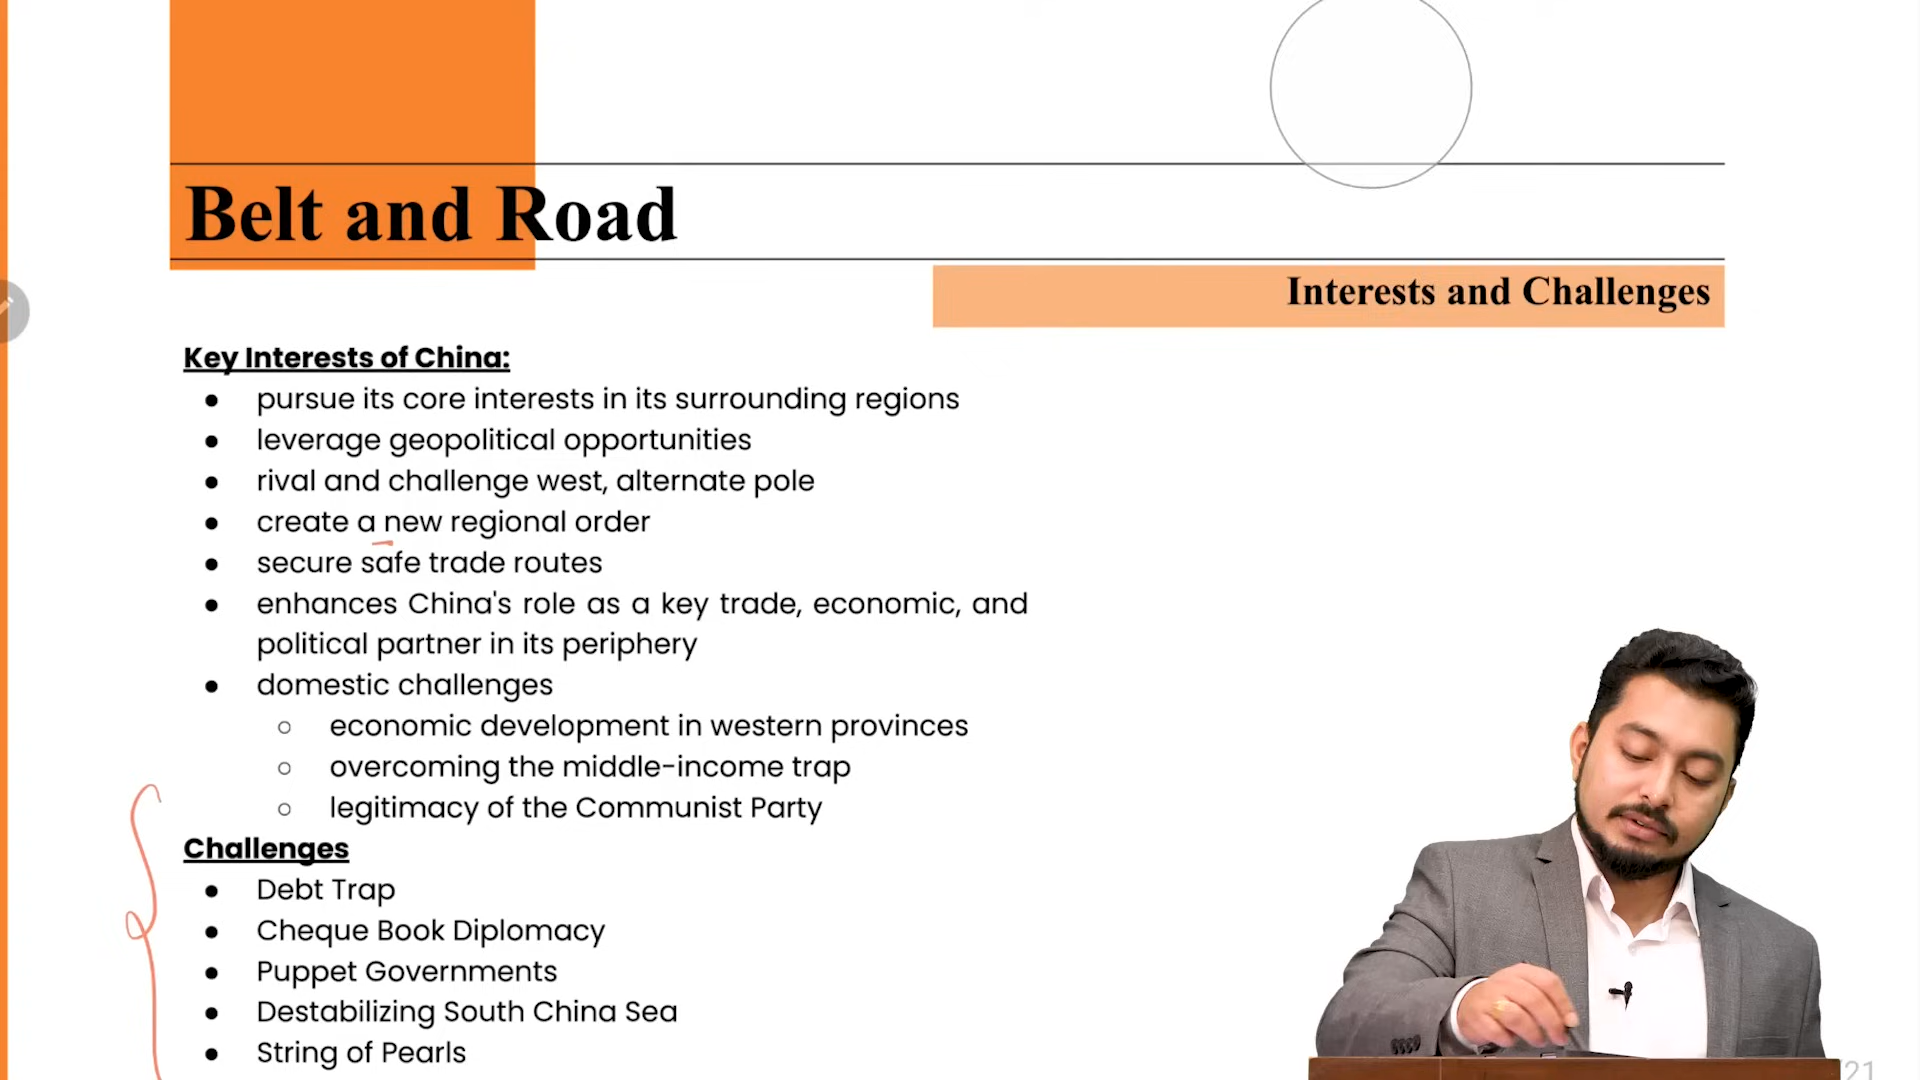 Belt and Road
Interests and Challenges
Key Interests of China:
● pursue its core interests in its surrounding regions
● leverage geopolitical opportunities
● rival and challenge west, alternate pole
● create a new regional order
● secure safe trade routes
● enhances China's role as a key trade, economic, and
political partner in its periphery
● domestic challenges
○ economic development in western provinces
○ overcoming the middle-income trap
○ legitimacy of the Communist Party
Challenges
● Debt Trap
● Cheque Book Diplomacy
● Puppet Governments
● Destabilizing South China Sea
● String of Pearls
21